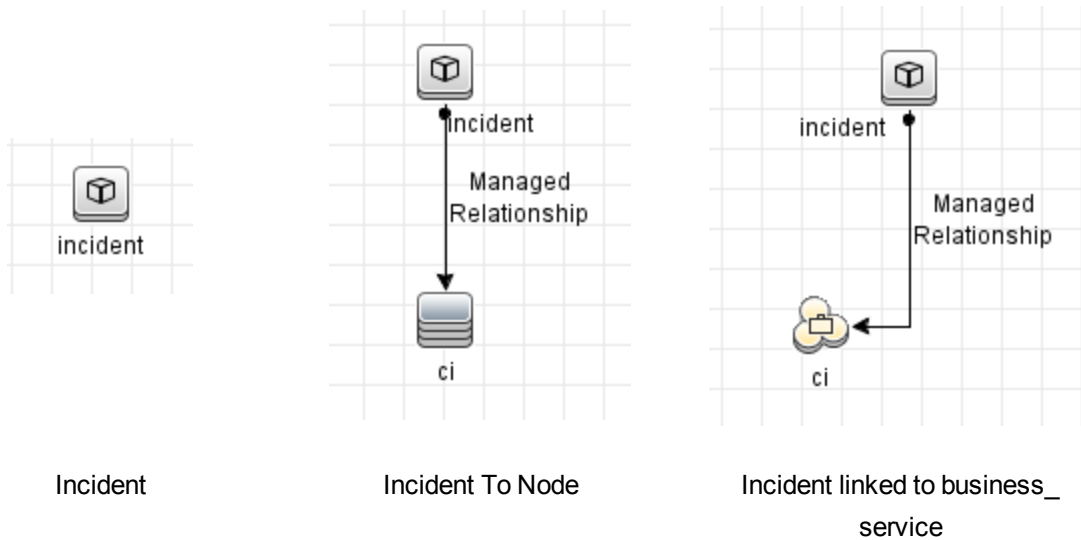 incident
Incident
incident
Managed
Relationship
ci
Incident To Node
incident
Managed
Relationship
ci
Incident linked to business_
service